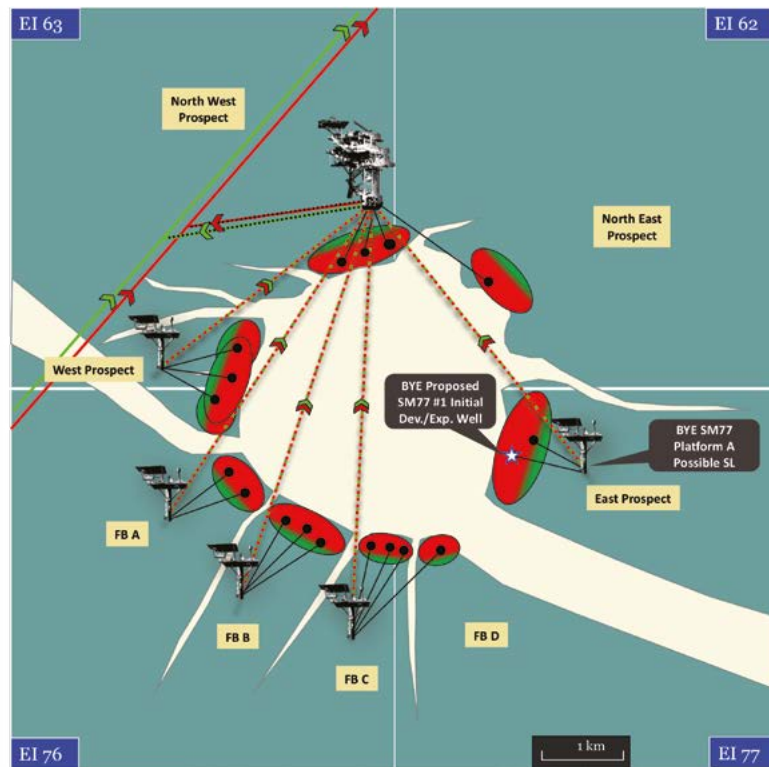 EI 63
EI 62
North West
Prospect
North East
Prospect
West Prospect
BYE Proposed
SM77 #1 Initial
Dev./Exp. Well
BYE SM77
Platform A
Possible SL
East Prospect
FB A
FB B
FB C
FB D
EI 76
1 km
EI 77